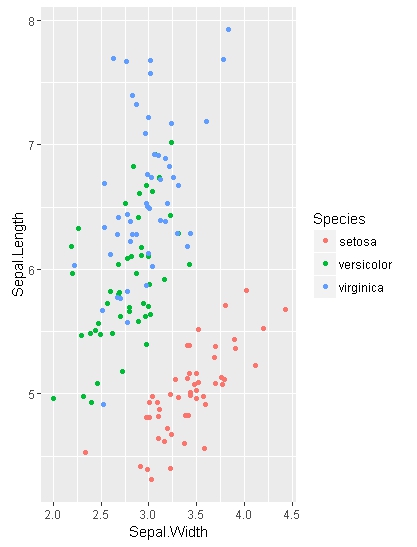 8
7
6
5
Sepal.Length
2.0 2.5 3.0 3.5 4.0 4.5
Sepal.Width
Species
setosa
versicolor
virginica